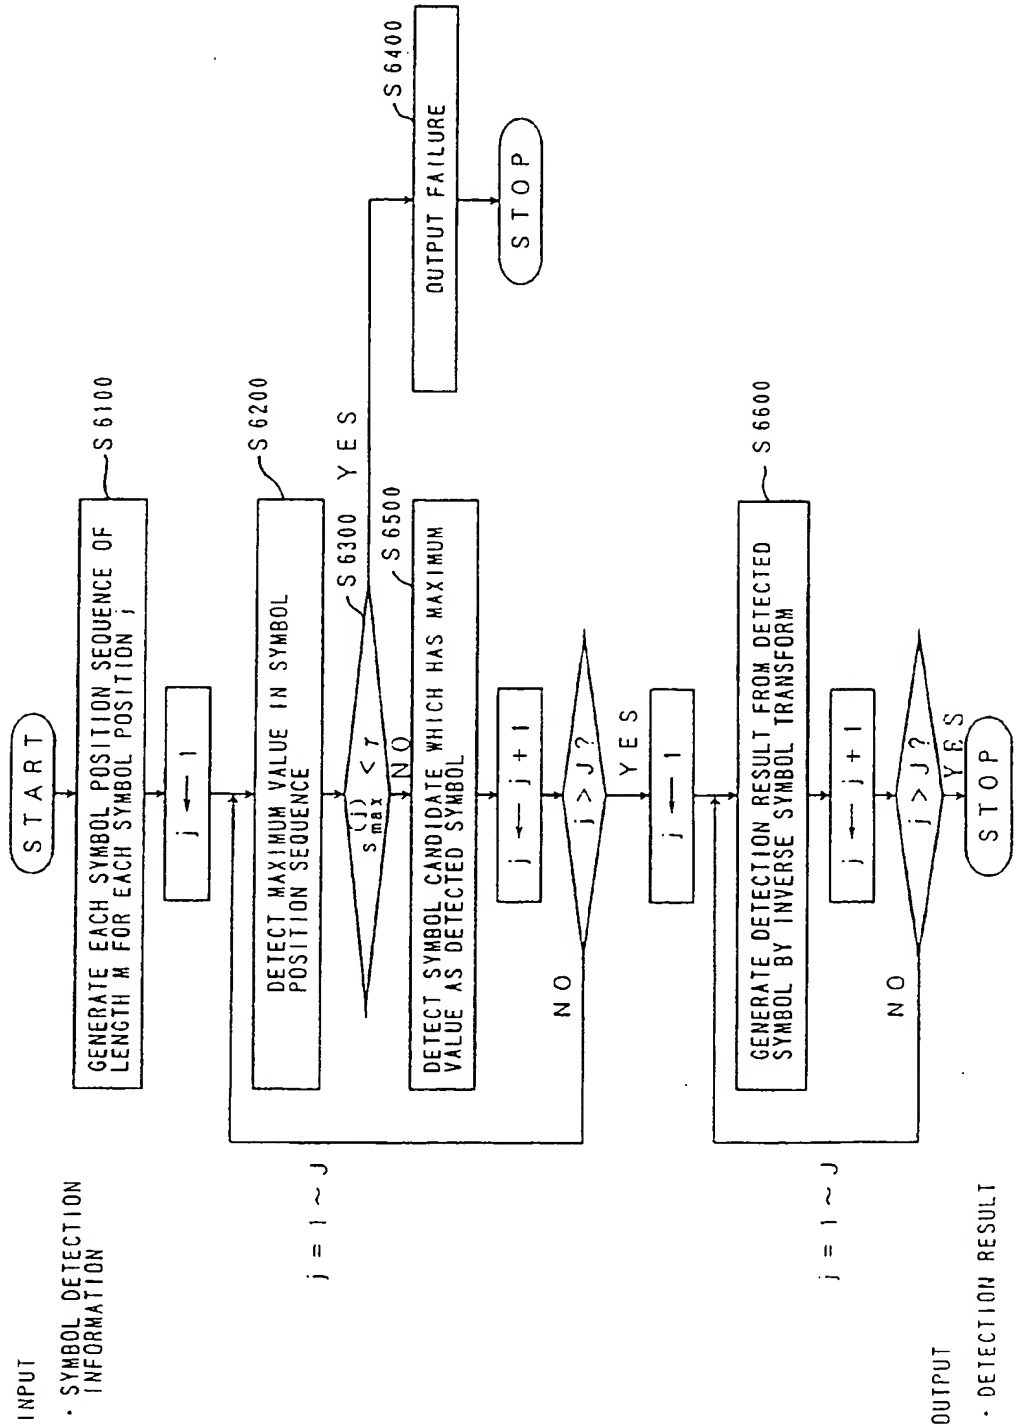 INPUT
· SYMBOL DETECTION
INFORMATION
START
GENERATE EACH SYMBOL POSITION SEQUENCE OF
LENGTH M FOR EACH SYMBOL POSITION j
S6100
j ← 1
j = 1 ~ J
DETECT MAXIMUM VALUE IN SYMBOL
POSITION SEQUENCE
S6200
s(j)max < τ
S6300
YES
NO
OUTPUT FAILURE
S6400
STOP
DETECT SYMBOL CANDIDATE WHICH HAS MAXIMUM
VALUE AS DETECTED SYMBOL
S6500
j ← j + 1
j > J ?
NO
YES
j ← 1
j = 1 ~ J
GENERATE DETECTION RESULT FROM DETECTED
SYMBOL BY INVERSE SYMBOL TRANSFORM
S6600
j ← j + 1
j > J ?
NO
YES
STOP
OUTPUT
· DETECTION RESULT